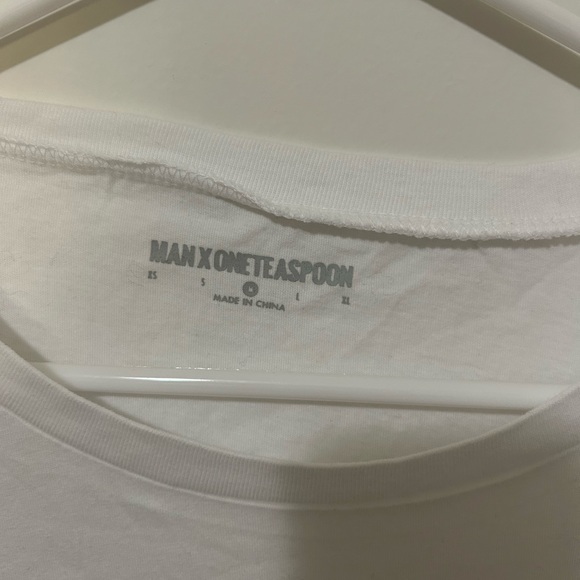 MAN X ONETEASPOON
XS S M L XL
MADE IN CHINA